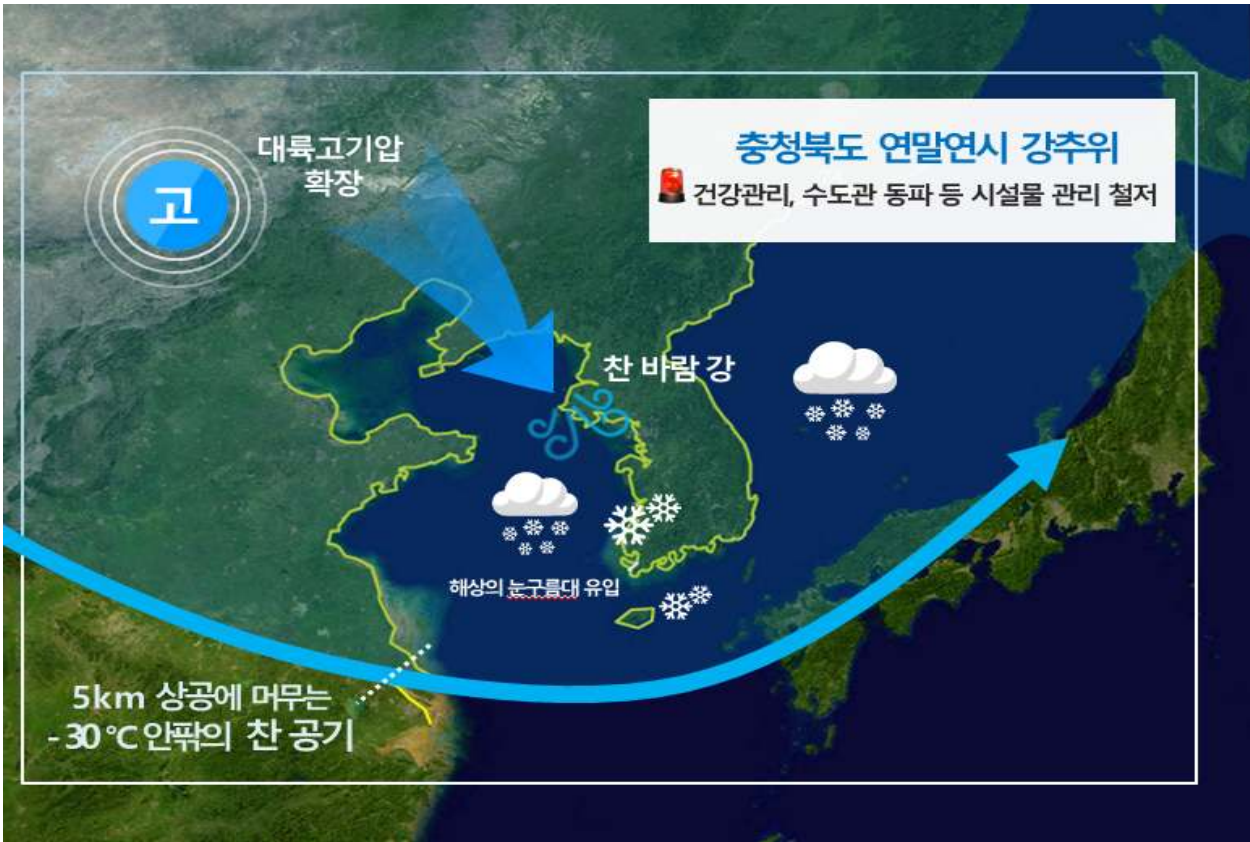 충청북도 연말연시 강추위
건강관리, 수도관 동파 등 시설물 관리 철저
대륙고기압
확장
고
찬 바람 강
해상의 눈구름대 유입
5km 상공에 머무는
-30℃ 안팎의 찬 공기